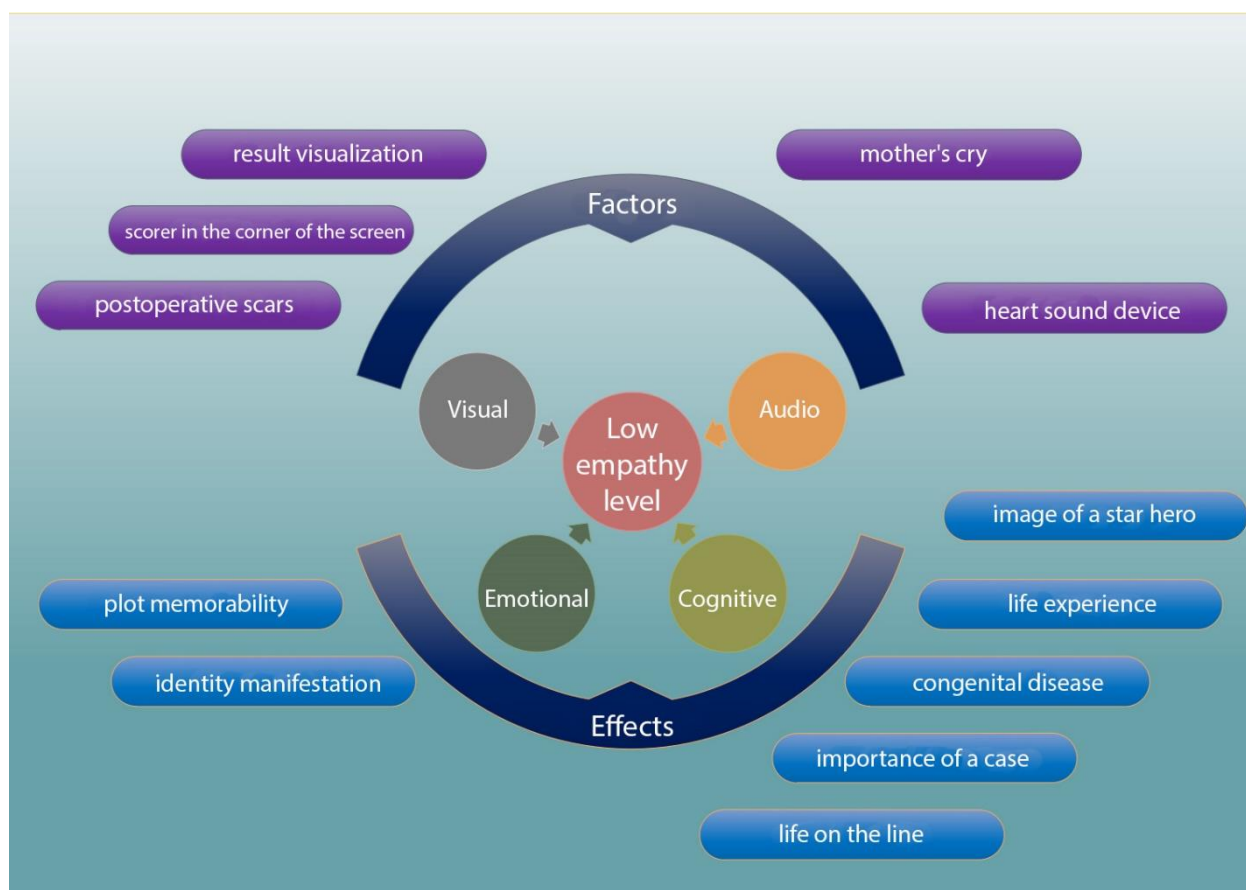 result visualization
mother's cry
Factors
scorer in the corner of the screen
postoperative scars
heart sound device
Visual
Audio
Low
empathy
level
image of a star hero
Emotional
Cognitive
plot memorability
life experience
identity manifestation
congenital disease
Effects
importance of a case
life on the line